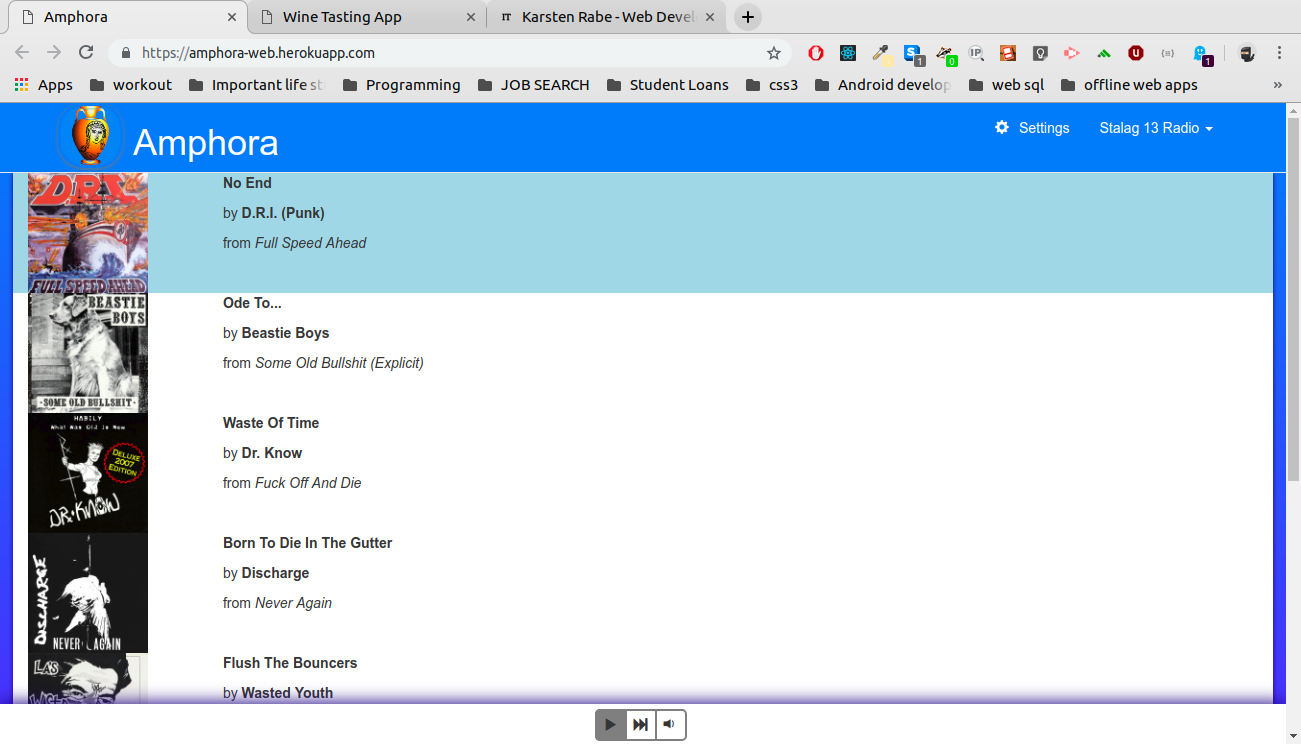 Amphora
Wine Tasting App
Karsten Rabe - Web Devel
https://amphora-web.herokuapp.com
Apps
workout
Important life st
Programming
JOB SEARCH
Student Loans
css3
Android develop
web sql
offline web apps
»
Amphora
Settings
Stalag 13 Radio
D.R.I.
FULL SPEED AHEAD
No End
by D.R.I. (Punk)
from Full Speed Ahead
BEASTIE
BOYS
·SOME OLD BULLSHIT·
Ode To...
by Beastie Boys
from Some Old Bullshit (Explicit)
HABILY
What Was Old Is New
DELUXE
2007
EDITION
DR. KNOW
Waste Of Time
by Dr. Know
from Fuck Off And Die
DISCHARGE
NEVER AGAIN
Born To Die In The Gutter
by Discharge
from Never Again
LA'S
Flush The Bouncers
by Wasted Youth